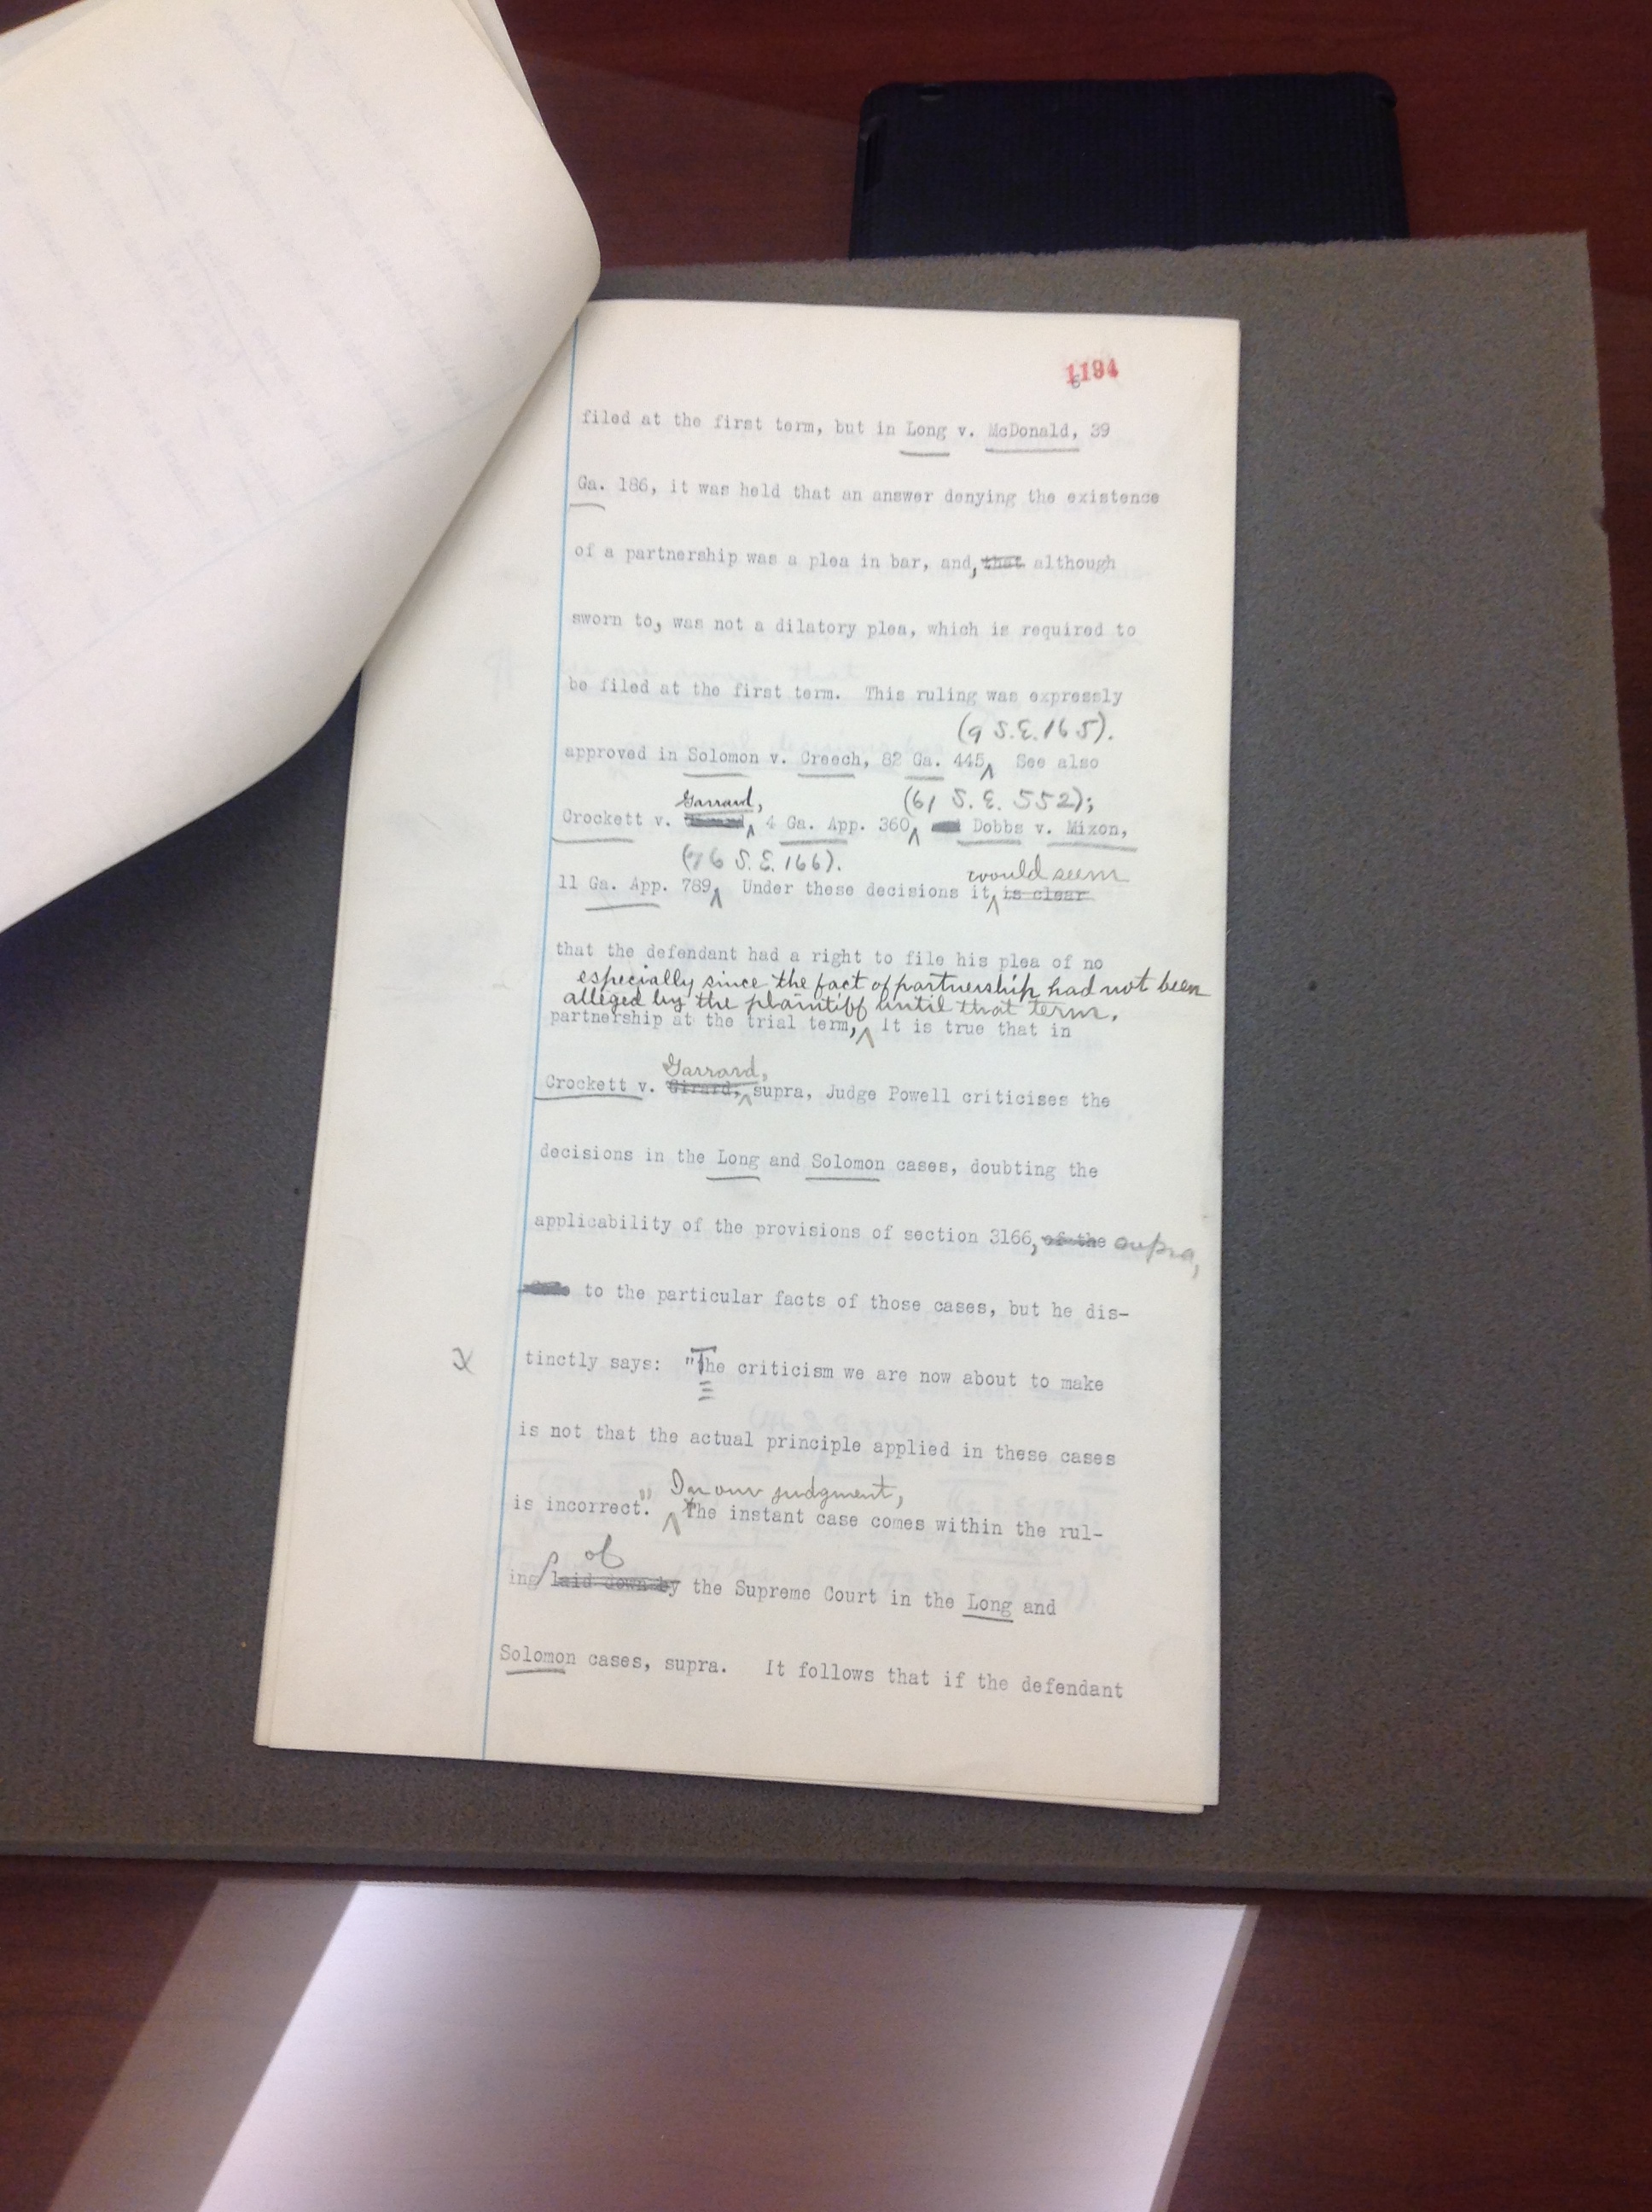 1194
5
filed at the first term, but in Long v. McDonald, 39
Ga. 186, it was held that an answer denying the existence
of a partnership was a plea in bar, and, that although
sworn to, was not a dilatory plea, which is required to
be filed at the first term. This ruling was expressly
(9 S.E. 165).
approved in Solomon v. Creech, 82 Ga. 445 See also
Garrard, (61 S.E. 552);
Crockett v. 4 Ga. App. 360 Dobbs v. Mixon,
(76 S.E. 166). would seem
11 Ga. App. 789 Under these decisions it is clear
that the defendant had a right to file his plea of no
especially since the fact of partnership had not been
alleged by the plaintiff until that term.
partnership at the trial term, It is true that in
Garrard,
Crockett v. Girard, supra, Judge Powell criticises the
decisions in the Long and Solomon cases, doubting the
applicability of the provisions of section 3166, of the supra,
to the particular facts of those cases, but he dis-
x tinctly says: "The criticism we are now about to make
is not that the actual principle applied in these cases
In our judgment,
is incorrect." The instant case comes within the rul-
of
ing laid down by the Supreme Court in the Long and
Solomon cases, supra. It follows that if the defendant